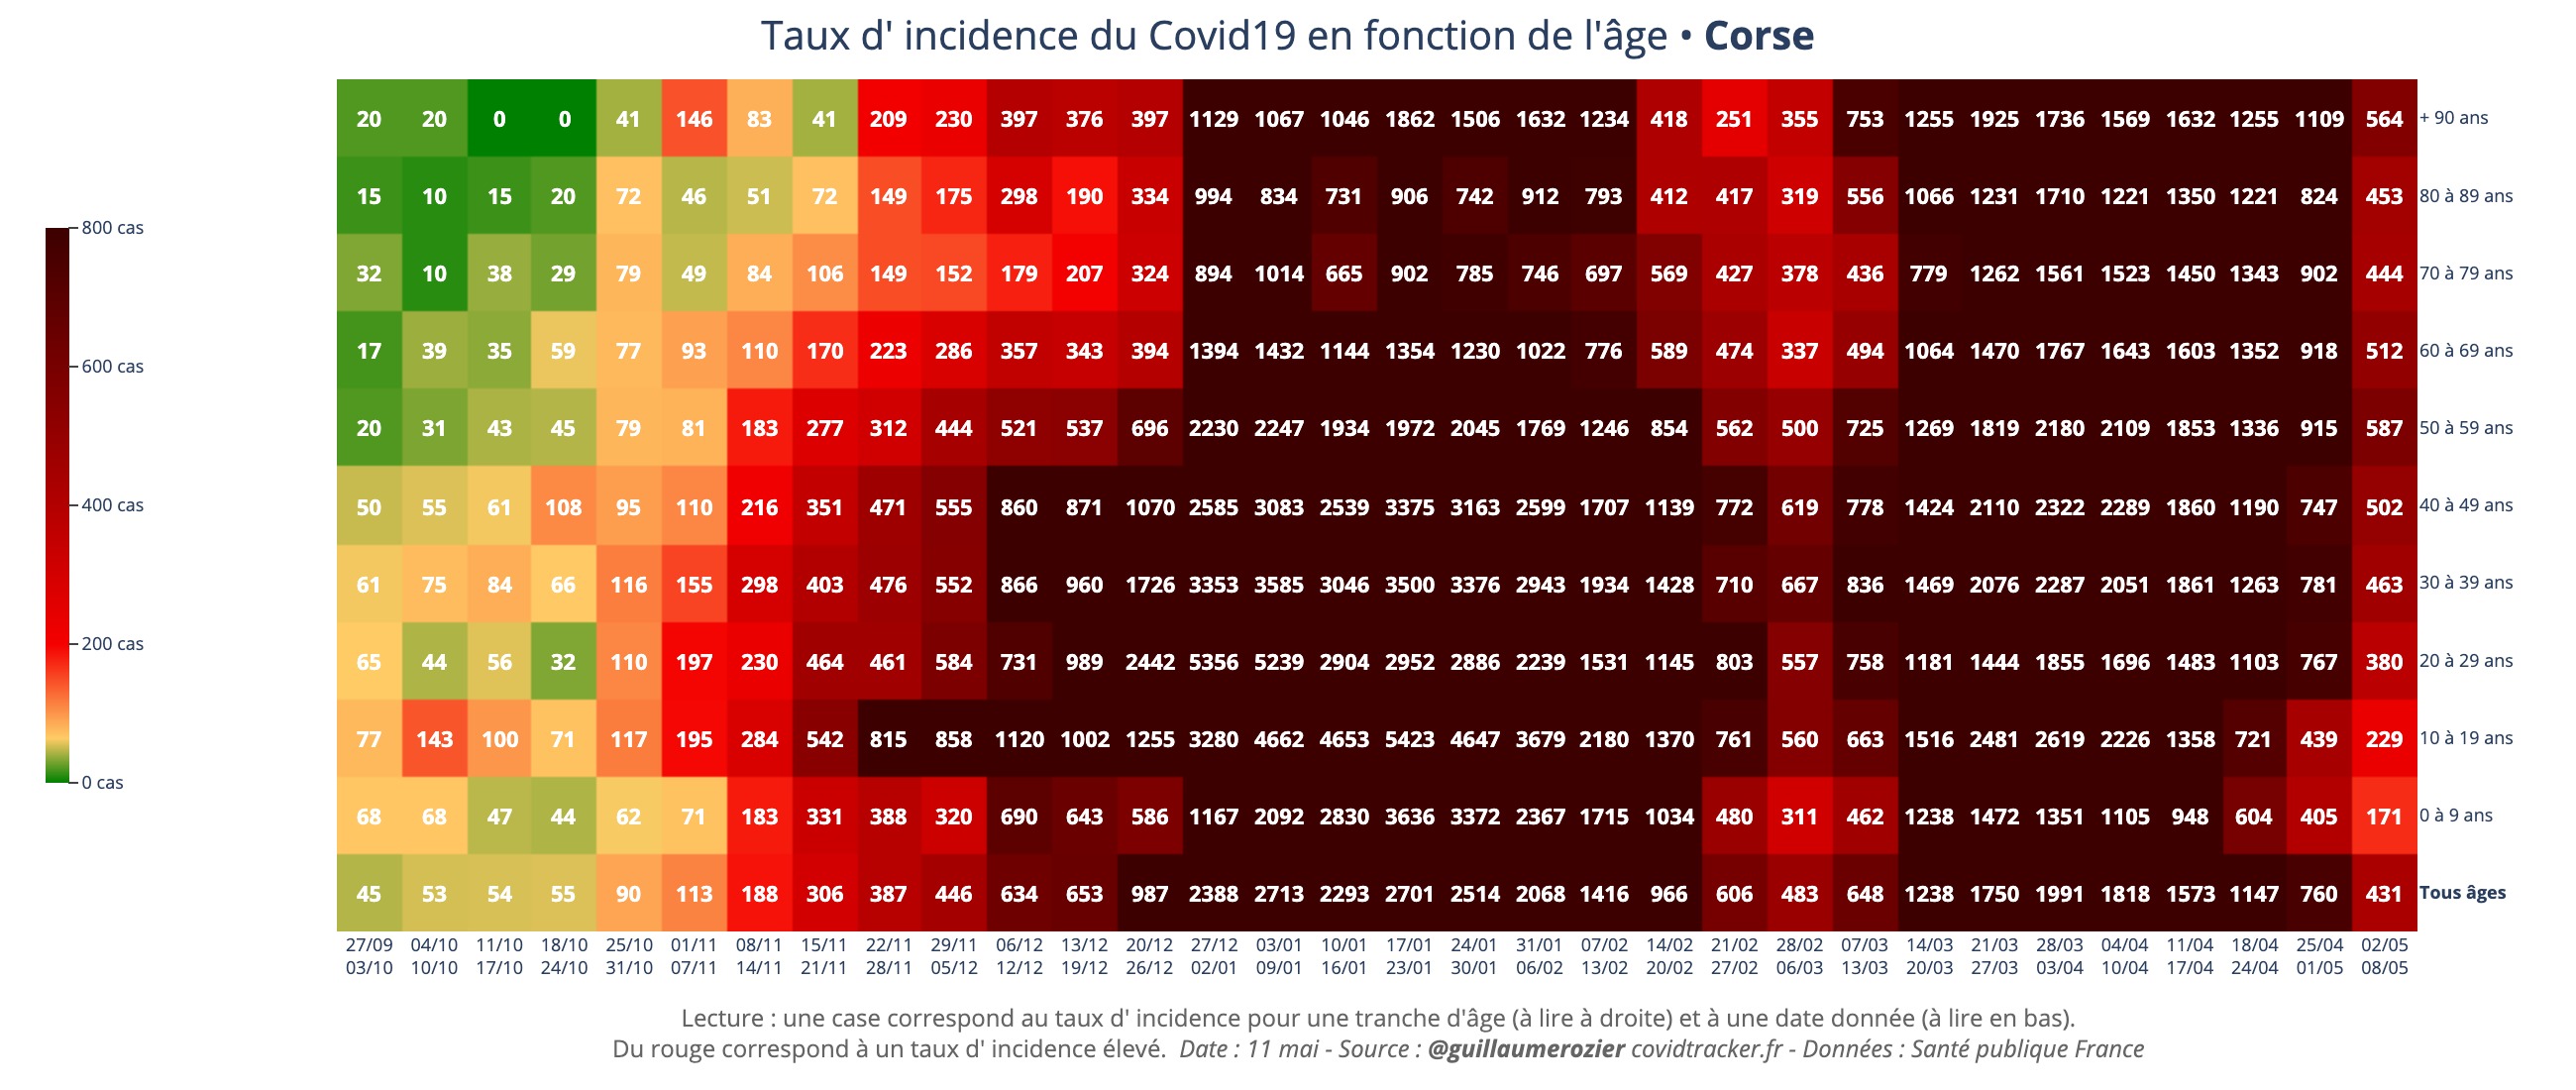 Taux d' incidence du Covid19 en fonction de l'âge • Corse
800 cas
600 cas
400 cas
200 cas
0 cas
20 20 0 0 41 146 83 41 209 230 397 376 397 1129 1067 1046 1862 1506 1632 1234 418 251 355 753 1255 1925 1736 1569 1632 1255 1109 564 + 90 ans
15 10 15 20 72 46 51 72 149 175 298 190 334 994 834 731 906 742 912 793 412 417 319 556 1066 1231 1710 1221 1350 1221 824 453 80 à 89 ans
32 10 38 29 79 49 84 106 149 152 179 207 324 894 1014 665 902 785 746 697 569 427 378 436 779 1262 1561 1523 1450 1343 902 444 70 à 79 ans
17 39 35 59 77 93 110 170 223 286 357 343 394 1394 1432 1144 1354 1230 1022 776 589 474 337 494 1064 1470 1767 1643 1603 1352 918 512 60 à 69 ans
20 31 43 45 79 81 183 277 312 444 521 537 696 2230 2247 1934 1972 2045 1769 1246 854 562 500 725 1269 1819 2180 2109 1853 1336 915 587 50 à 59 ans
50 55 61 108 95 110 216 351 471 555 860 871 1070 2585 3083 2539 3375 3163 2599 1707 1139 772 619 778 1424 2110 2322 2289 1860 1190 747 502 40 à 49 ans
61 75 84 66 116 155 298 403 476 552 866 960 1726 3353 3585 3046 3500 3376 2943 1934 1428 710 667 836 1469 2076 2287 2051 1861 1263 781 463 30 à 39 ans
65 44 56 32 110 197 230 464 461 584 731 989 2442 5356 5239 2904 2952 2886 2239 1531 1145 803 557 758 1181 1444 1855 1696 1483 1103 767 380 20 à 29 ans
77 143 100 71 117 195 284 542 815 858 1120 1002 1255 3280 4662 4653 5423 4647 3679 2180 1370 761 560 663 1516 2481 2619 2226 1358 721 439 229 10 à 19 ans
68 68 47 44 62 71 183 331 388 320 690 643 586 1167 2092 2830 3636 3372 2367 1715 1034 480 311 462 1238 1472 1351 1105 948 604 405 171 0 à 9 ans
45 53 54 55 90 113 188 306 387 446 634 653 987 2388 2713 2293 2701 2514 2068 1416 966 606 483 648 1238 1750 1991 1818 1573 1147 760 431 Tous âges
27/09 04/10 11/10 18/10 25/10 01/11 08/11 15/11 22/11 29/11 06/12 13/12 20/12 27/12 03/01 10/01 17/01 24/01 31/01 07/02 14/02 21/02 28/02 07/03 14/03 21/03 28/03 04/04 11/04 18/04 25/04 02/05
03/10 10/10 17/10 24/10 31/10 07/11 14/11 21/11 28/11 05/12 12/12 19/12 26/12 02/01 09/01 16/01 23/01 30/01 06/02 13/02 20/02 27/02 06/03 13/03 20/03 27/03 03/04 10/04 17/04 24/04 01/05 08/05
Lecture : une case correspond au taux d' incidence pour une tranche d'âge (à lire à droite) et à une date donnée (à lire en bas).
Du rouge correspond à un taux d' incidence élevé. Date : 11 mai - Source : @guillaumerozier covidtracker.fr - Données : Santé publique France